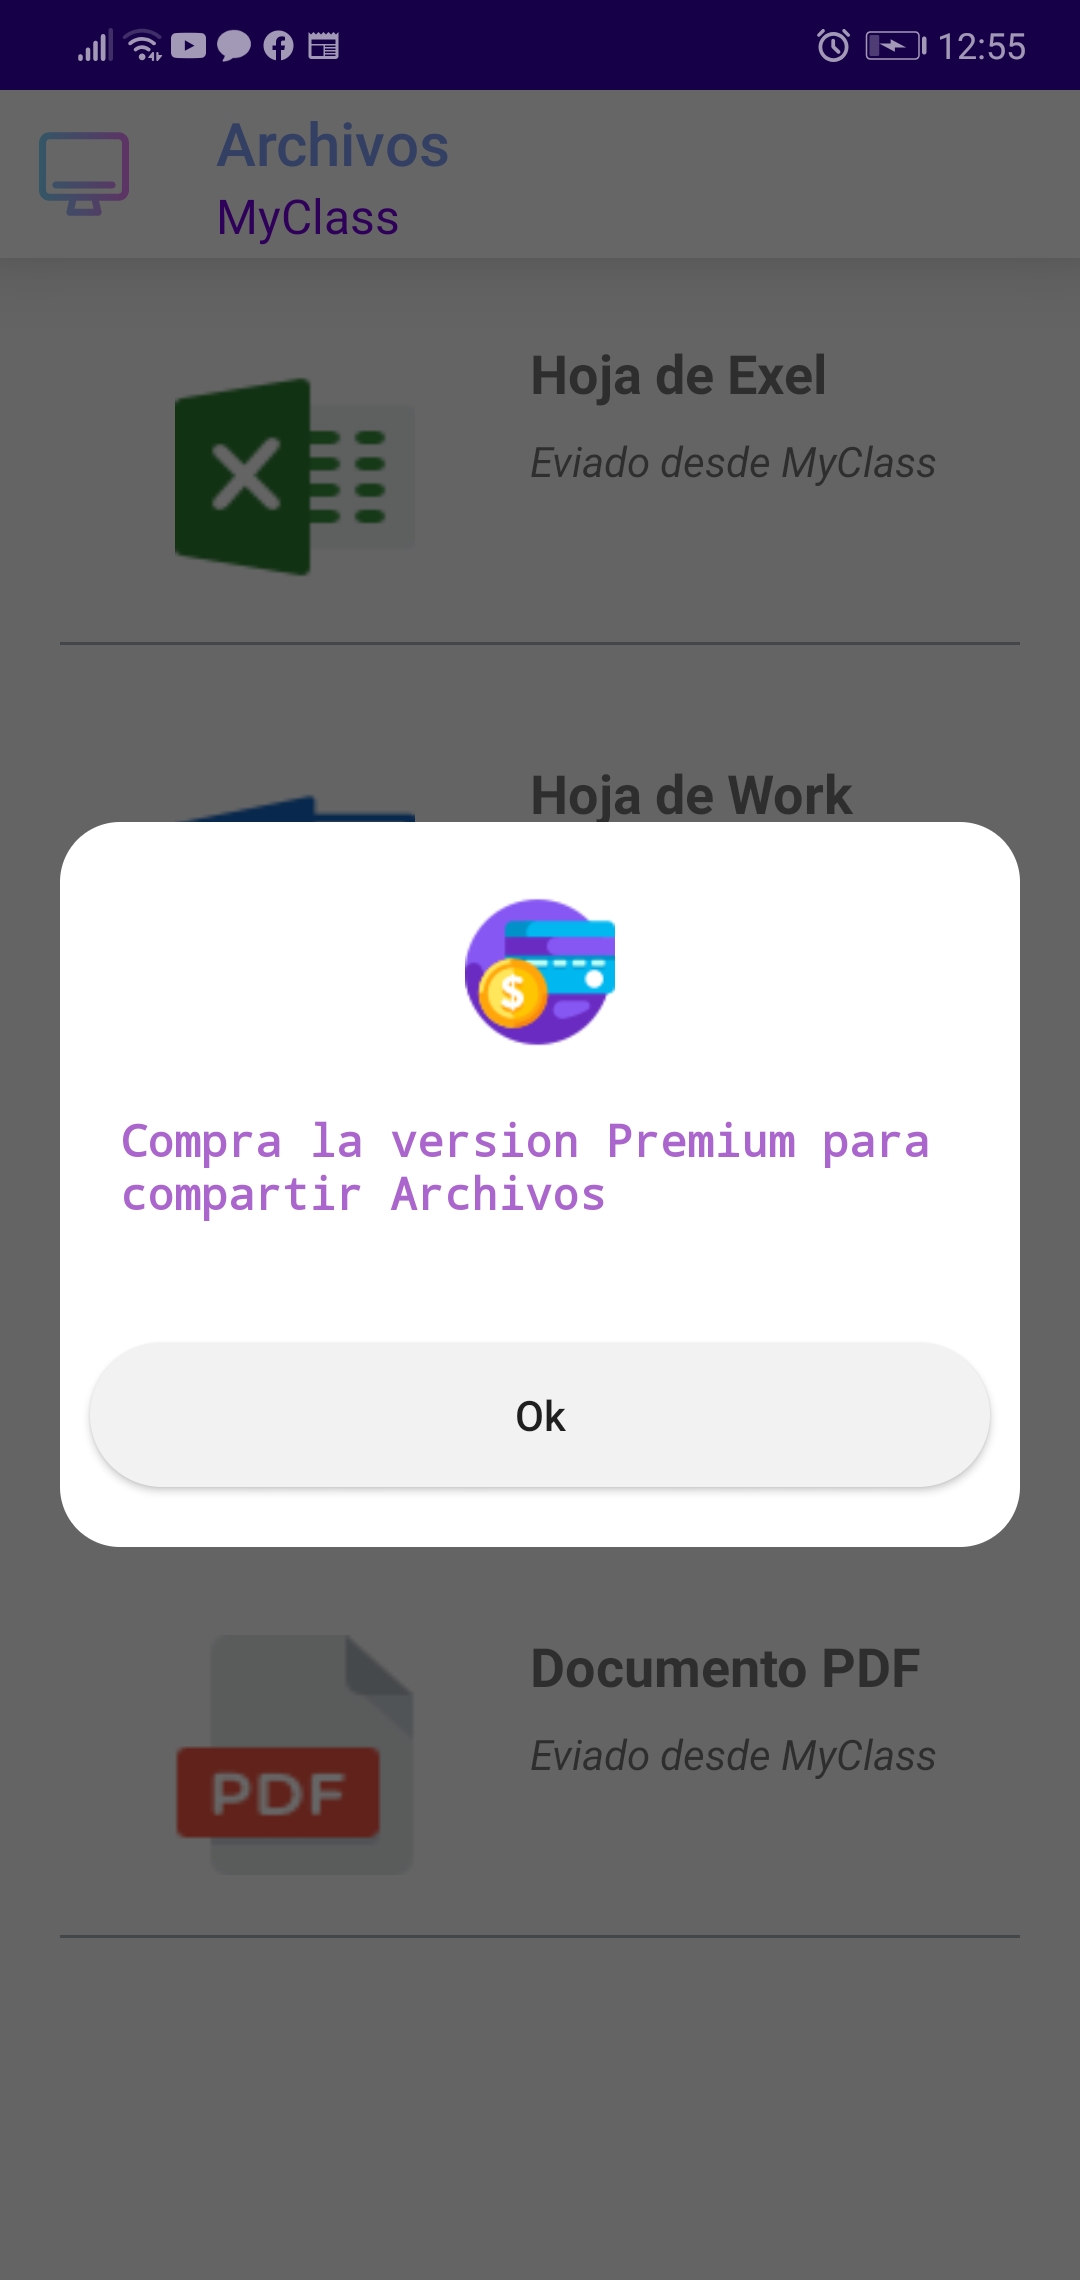 12:55
Archivos
MyClass
Hoja de Exel
Eviado desde MyClass
Hoja de Work
$
Compra la version Premium para
compartir Archivos
Ok
Documento PDF
Eviado desde MyClass
PDF